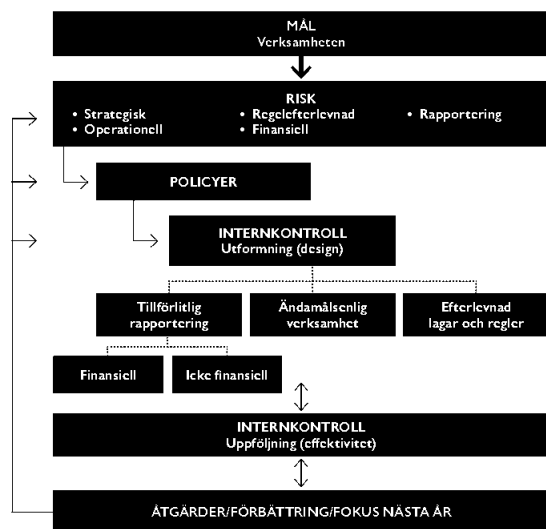 MÅL
Verksamheten
RISK
• Strategisk
• Operationell
• Regelefterlevnad
• Finansiell
• Rapportering
POLICYER
INTERNKONTROLL
Utformning (design)
Tillförlitlig
rapportering
Ändamålsenlig
verksamhet
Efterlevnad
lagar och regler
Finansiell
Icke finansiell
INTERNKONTROLL
Uppföljning (effektivitet)
ÅTGÄRDER/FÖRBÄTTRING/FOKUS NÄSTA ÅR